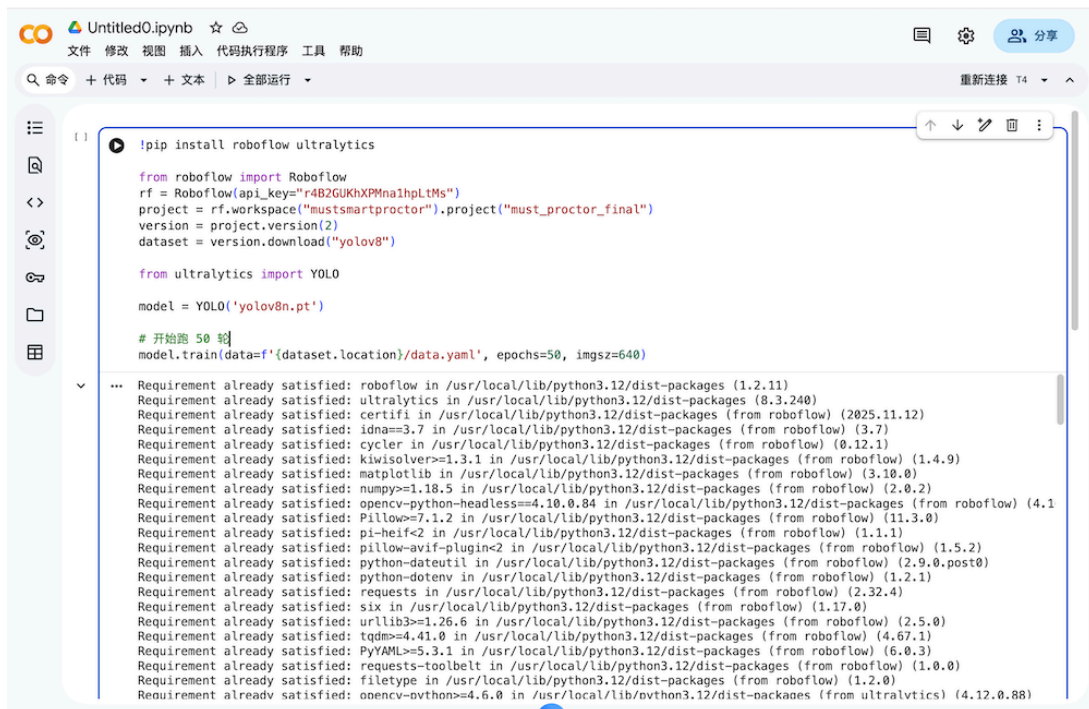 CO Untitled0.ipynb
文件 修改 视图 插入 代码执行程序 工具 帮助
分享
命令 + 代码 + 文本 全部运行
重新连接 T4
[ ]
!pip install roboflow ultralytics
from roboflow import Roboflow
rf = Roboflow(api_key="r4B2GUKhXPMna1hpLtMs")
project = rf.workspace("mustsmartproctor").project("must_proctor_final")
version = project.version(2)
dataset = version.download("yolov8")
from ultralytics import YOLO
model = YOLO('yolov8n.pt')
# 开始跑 50 轮
model.train(data=f'{dataset.location}/data.yaml', epochs=50, imgsz=640)
Requirement already satisfied: roboflow in /usr/local/lib/python3.12/dist-packages (1.2.11)
Requirement already satisfied: ultralytics in /usr/local/lib/python3.12/dist-packages (8.3.240)
Requirement already satisfied: certifi in /usr/local/lib/python3.12/dist-packages (from roboflow) (2025.11.12)
Requirement already satisfied: idna==3.7 in /usr/local/lib/python3.12/dist-packages (from roboflow) (3.7)
Requirement already satisfied: cycler in /usr/local/lib/python3.12/dist-packages (from roboflow) (0.12.1)
Requirement already satisfied: kiwisolver>=1.3.1 in /usr/local/lib/python3.12/dist-packages (from roboflow) (1.4.9)
Requirement already satisfied: matplotlib in /usr/local/lib/python3.12/dist-packages (from roboflow) (3.10.0)
Requirement already satisfied: numpy>=1.18.5 in /usr/local/lib/python3.12/dist-packages (from roboflow) (2.0.2)
Requirement already satisfied: opencv-python-headless==4.10.0.84 in /usr/local/lib/python3.12/dist-packages (from roboflow) (4.1
Requirement already satisfied: Pillow>=7.1.2 in /usr/local/lib/python3.12/dist-packages (from roboflow) (11.3.0)
Requirement already satisfied: pi-heif<2 in /usr/local/lib/python3.12/dist-packages (from roboflow) (1.1.1)
Requirement already satisfied: pillow-avif-plugin<2 in /usr/local/lib/python3.12/dist-packages (from roboflow) (1.5.2)
Requirement already satisfied: python-dateutil in /usr/local/lib/python3.12/dist-packages (from roboflow) (2.9.0.post0)
Requirement already satisfied: python-dotenv in /usr/local/lib/python3.12/dist-packages (from roboflow) (1.2.1)
Requirement already satisfied: requests in /usr/local/lib/python3.12/dist-packages (from roboflow) (2.32.4)
Requirement already satisfied: six in /usr/local/lib/python3.12/dist-packages (from roboflow) (1.17.0)
Requirement already satisfied: urllib3>=1.26.6 in /usr/local/lib/python3.12/dist-packages (from roboflow) (2.5.0)
Requirement already satisfied: tqdm>=4.41.0 in /usr/local/lib/python3.12/dist-packages (from roboflow) (4.67.1)
Requirement already satisfied: PyYAML>=5.3.1 in /usr/local/lib/python3.12/dist-packages (from roboflow) (6.0.3)
Requirement already satisfied: requests-toolbelt in /usr/local/lib/python3.12/dist-packages (from roboflow) (1.0.0)
Requirement already satisfied: filetype in /usr/local/lib/python3.12/dist-packages (from roboflow) (1.2.0)
Requirement already satisfied: opencv-python>=4.6.0 in /usr/local/lib/python3.12/dist-packages (from ultralytics) (4.12.0.88)